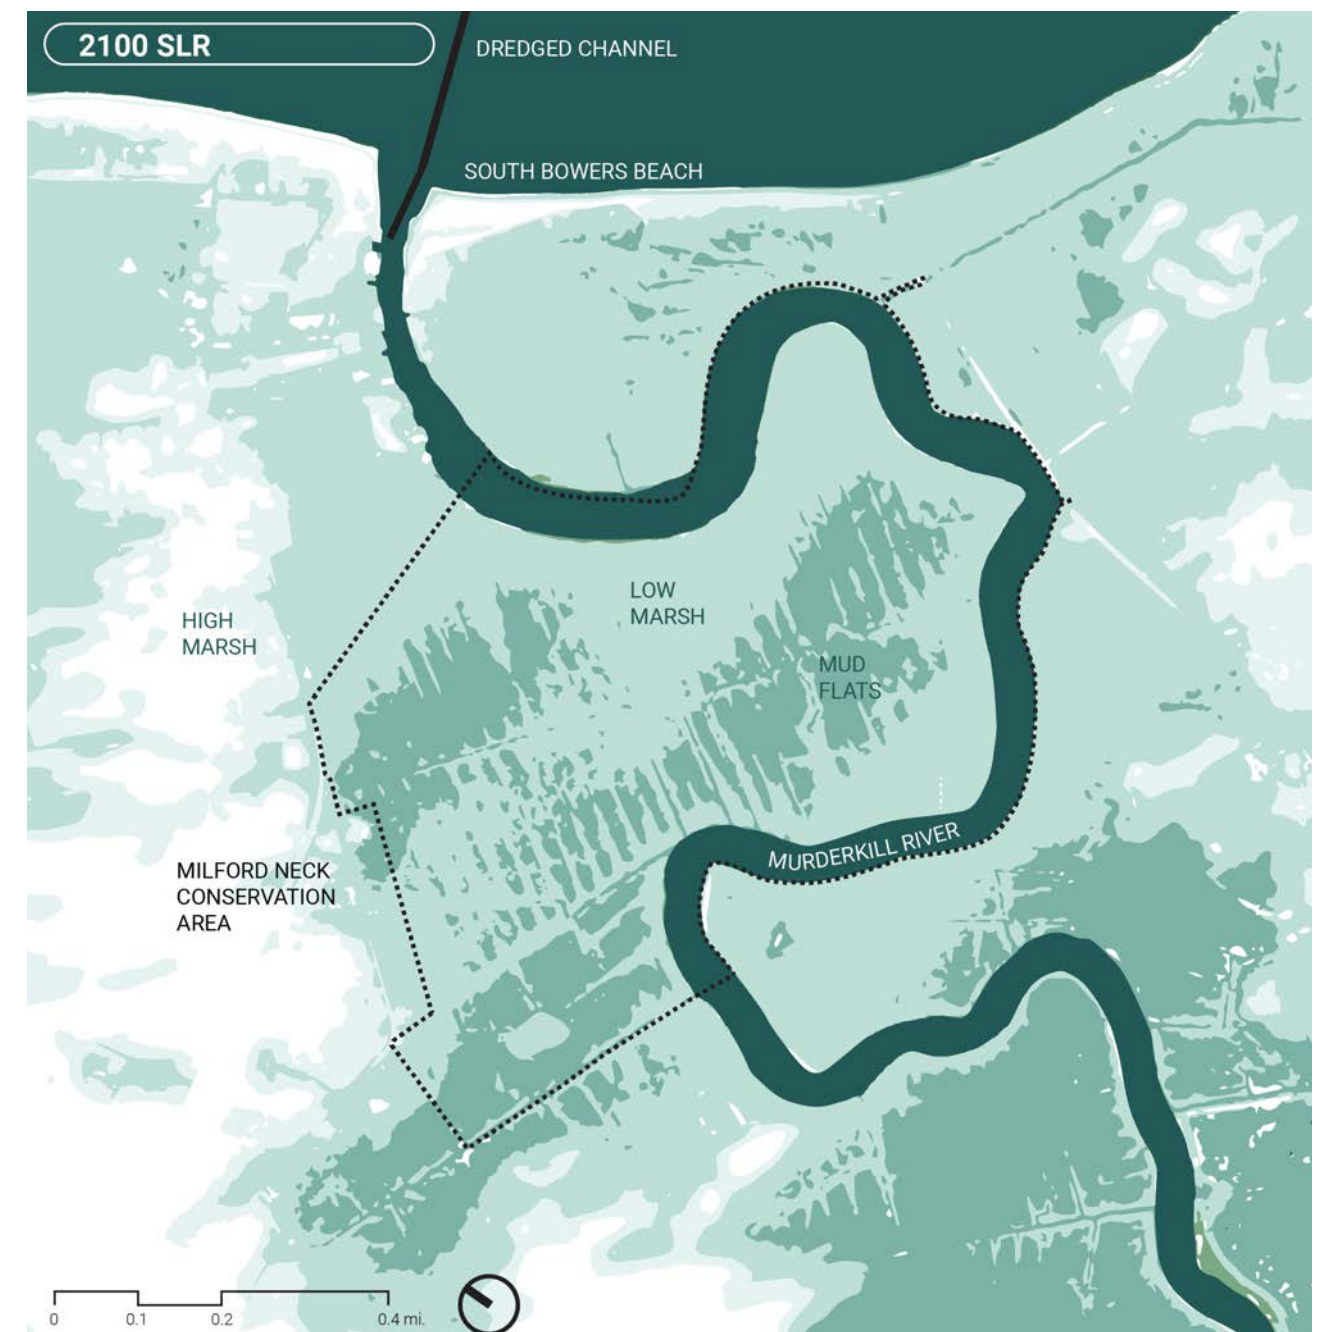 2100 SLR
DREDGED CHANNEL
SOUTH BOWERS BEACH
LOW
MARSH
HIGH
MARSH
MUD
FLATS
MURDERKILL RIVER
MILFORD NECK
CONSERVATION
AREA
0 0.1 0.2 0.4 mi.